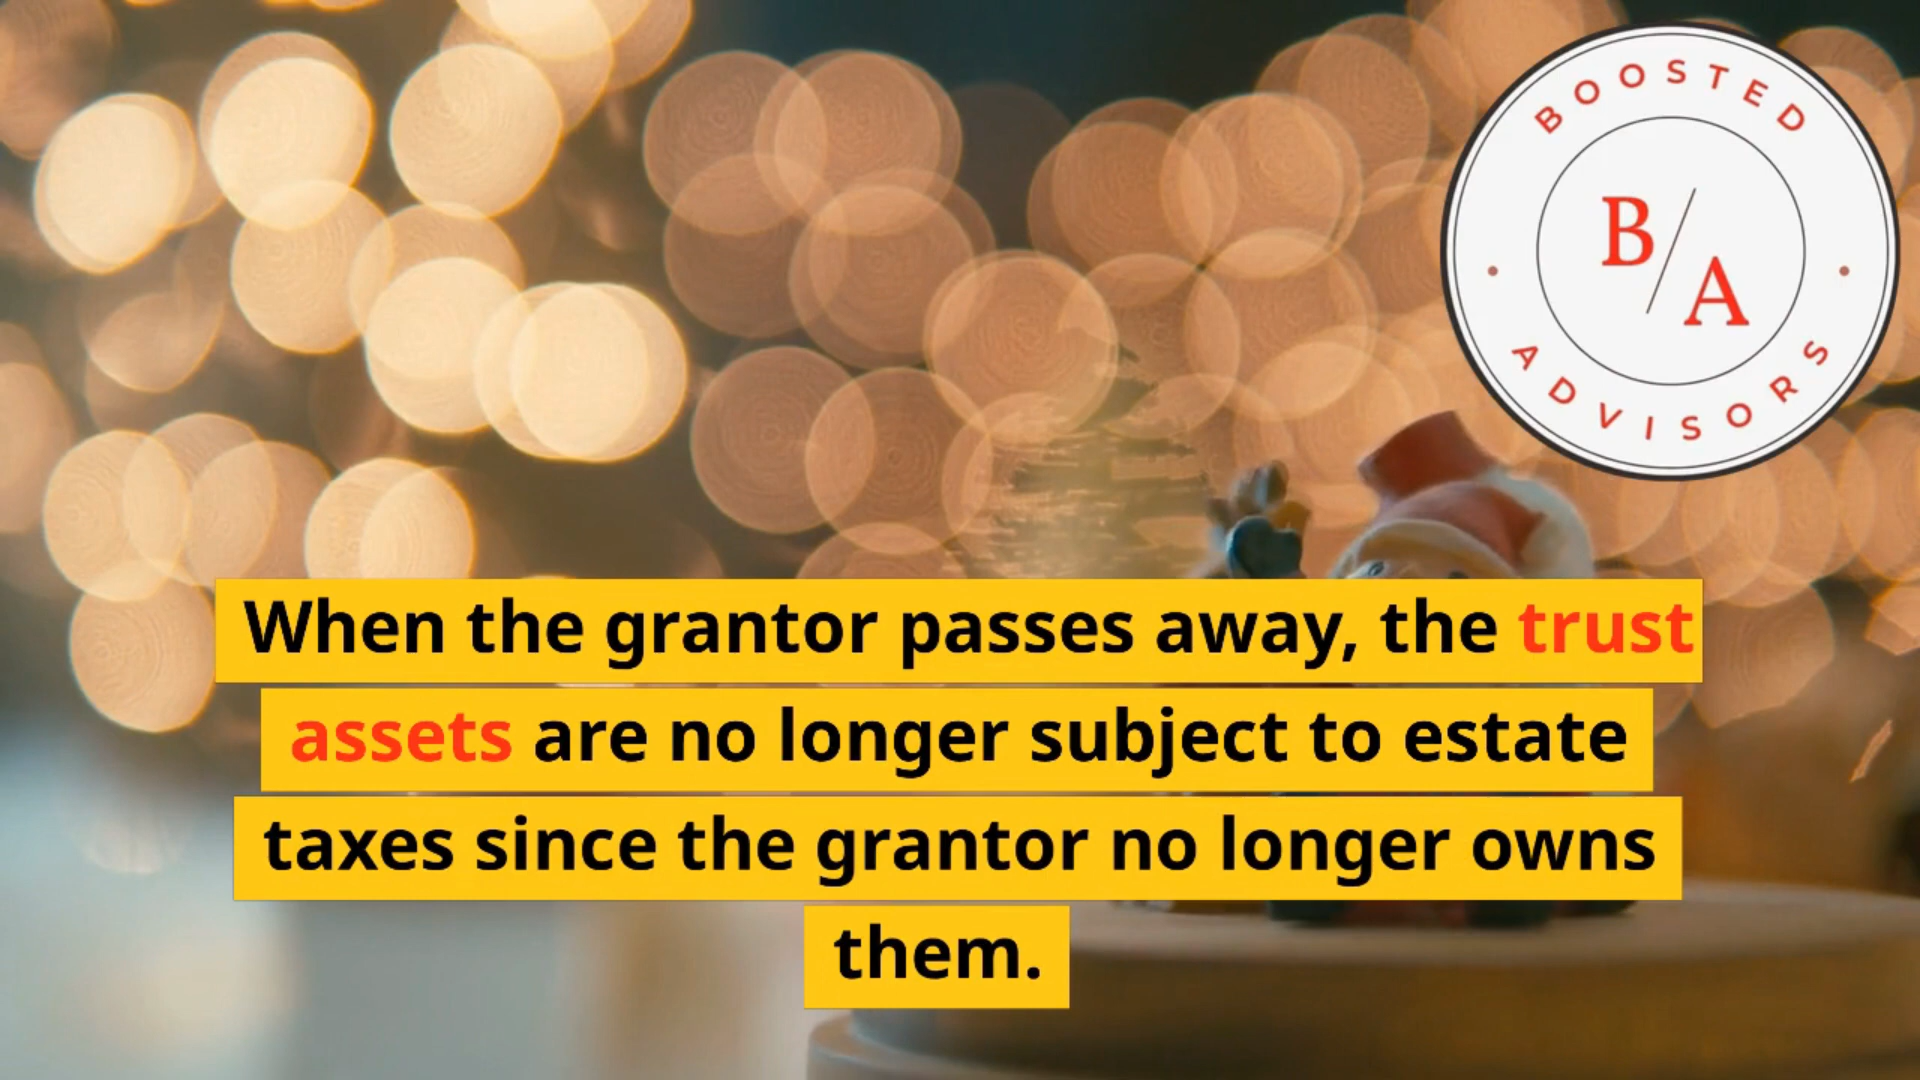 BOOSTED
B/A
ADVISORS
When the grantor passes away, the trust
assets are no longer subject to estate
taxes since the grantor no longer owns
them.